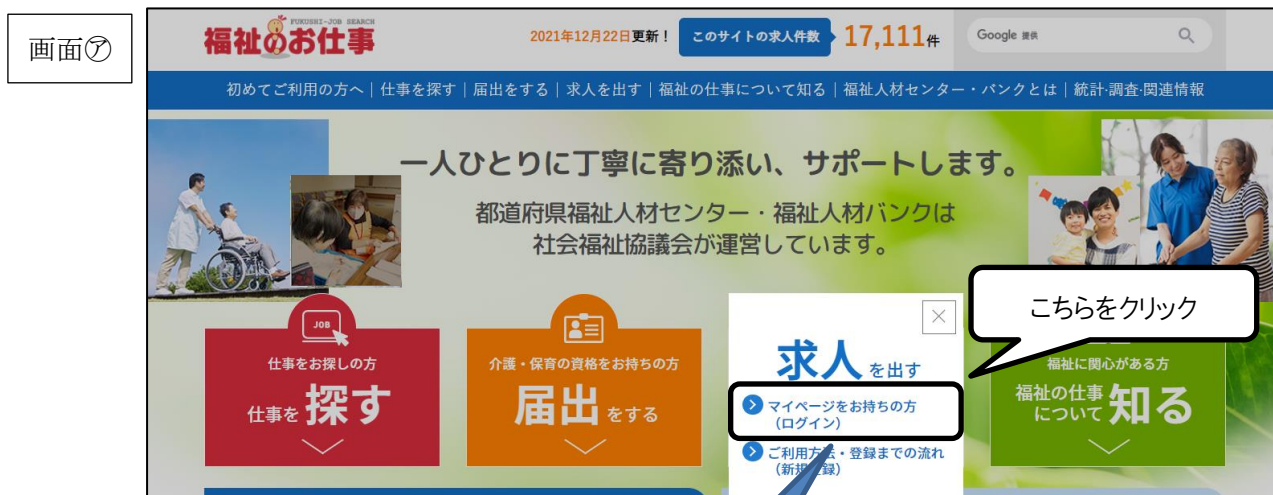 画面㋐
FUKUSHI-JOB SEARCH
福祉のお仕事
2021年12月22日更新！
このサイトの求人件数
17,111件
Google 提供
初めてご利用の方へ｜仕事を探す｜届出をする｜求人を出す｜福祉の仕事について知る｜福祉人材センター・バンクとは｜統計・調査・関連情報
一人ひとりに丁寧に寄り添い、サポートします。
都道府県福祉人材センター・福祉人材バンクは
社会福祉協議会が運営しています。
こちらをクリック
JOB
仕事をお探しの方
仕事を探す
介護・保育の資格をお持ちの方
届出をする
求人を出す
マイページをお持ちの方
（ログイン）
ご利用方法・登録までの流れ
（新規登録）
福祉に関心がある方
福祉の仕事
について知る